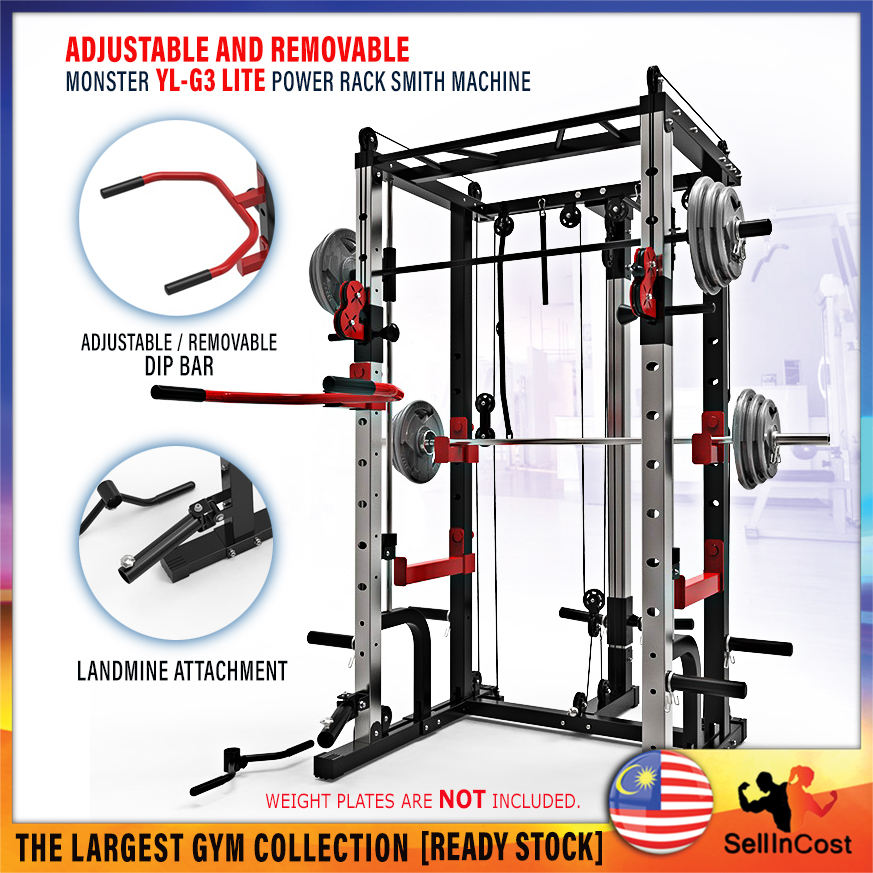 ADJUSTABLE AND REMOVABLE
MONSTER YL-G3 LITE POWER RACK SMITH MACHINE
ADJUSTABLE / REMOVABLE
DIP BAR
LANDMINE ATTACHMENT
WEIGHT PLATES ARE NOT INCLUDED.
THE LARGEST GYM COLLECTION [READY STOCK]
SellInCost